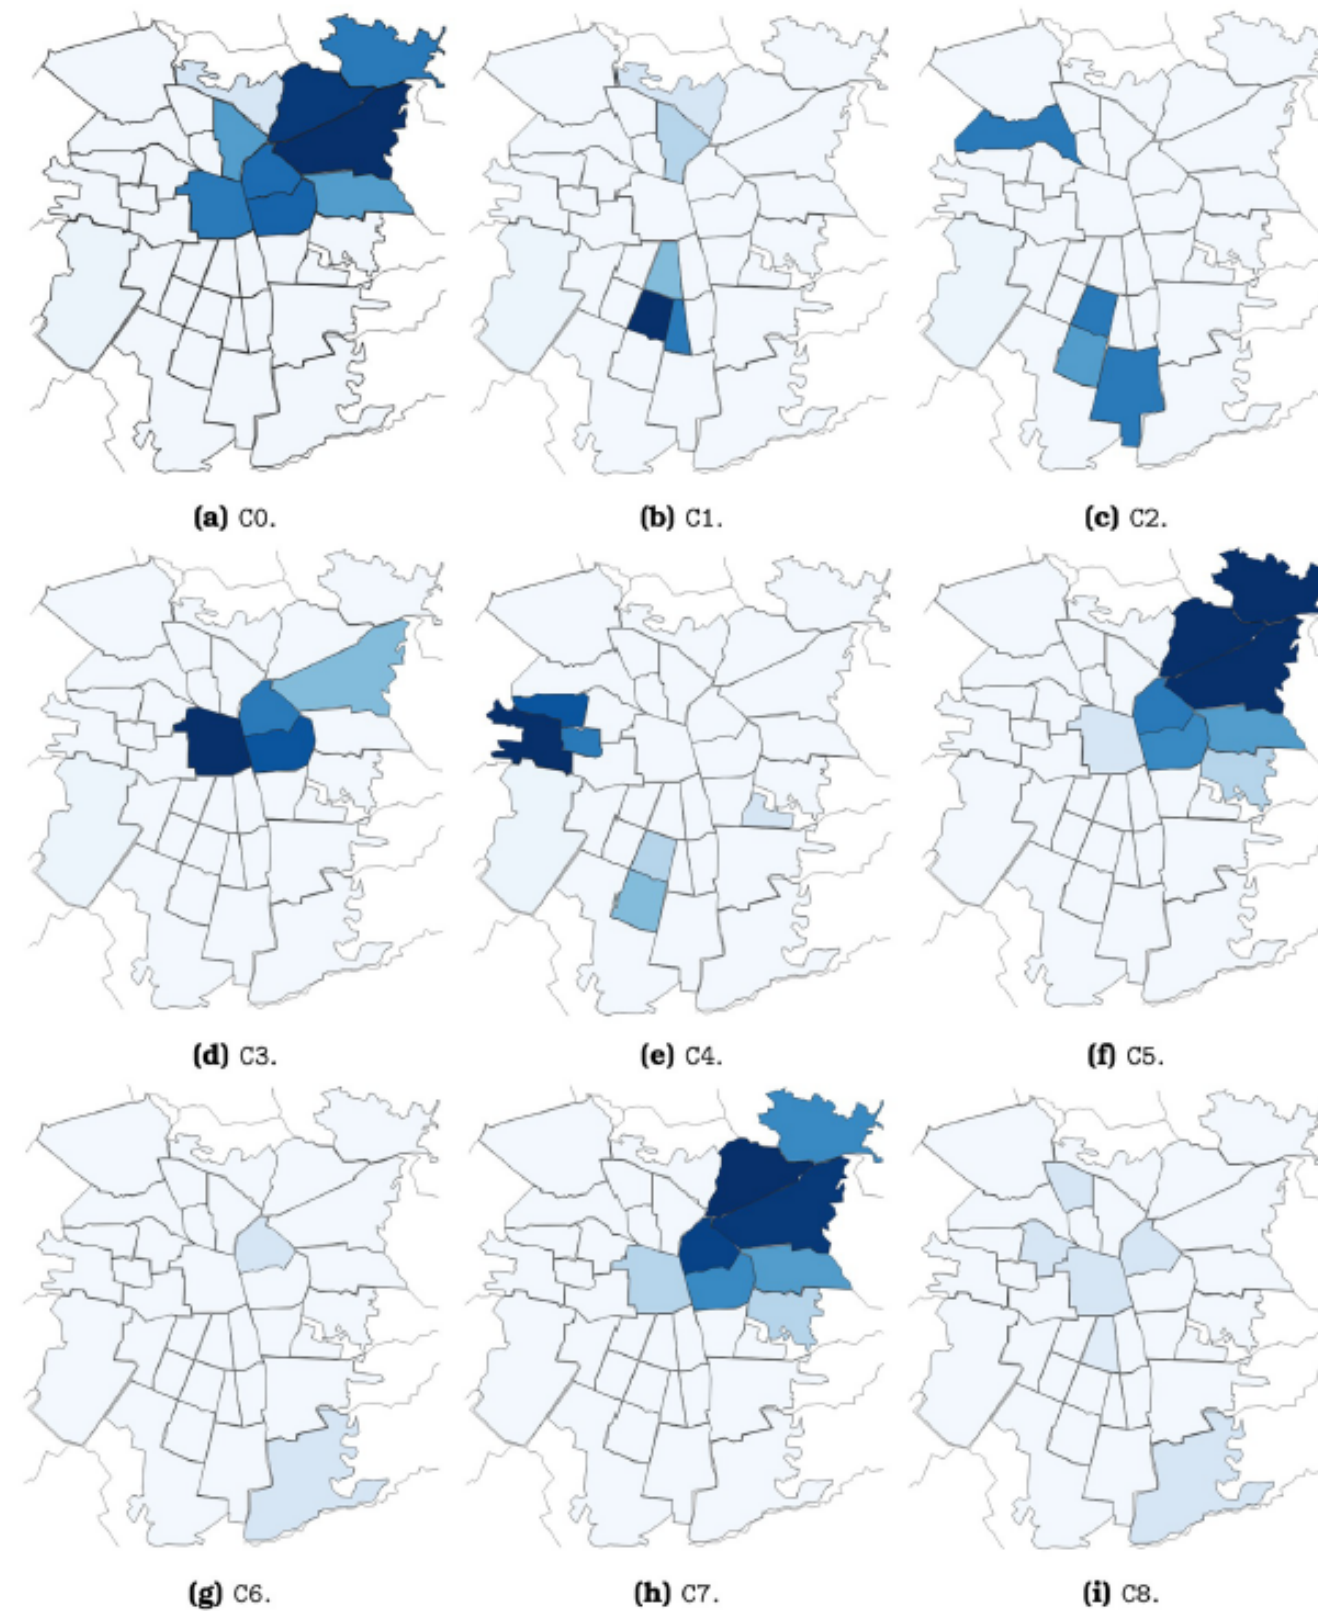 (a) C0.
(b) C1.
(c) C2.
(d) C3.
(e) C4.
(f) C5.
(g) C6.
(h) C7.
(i) C8.